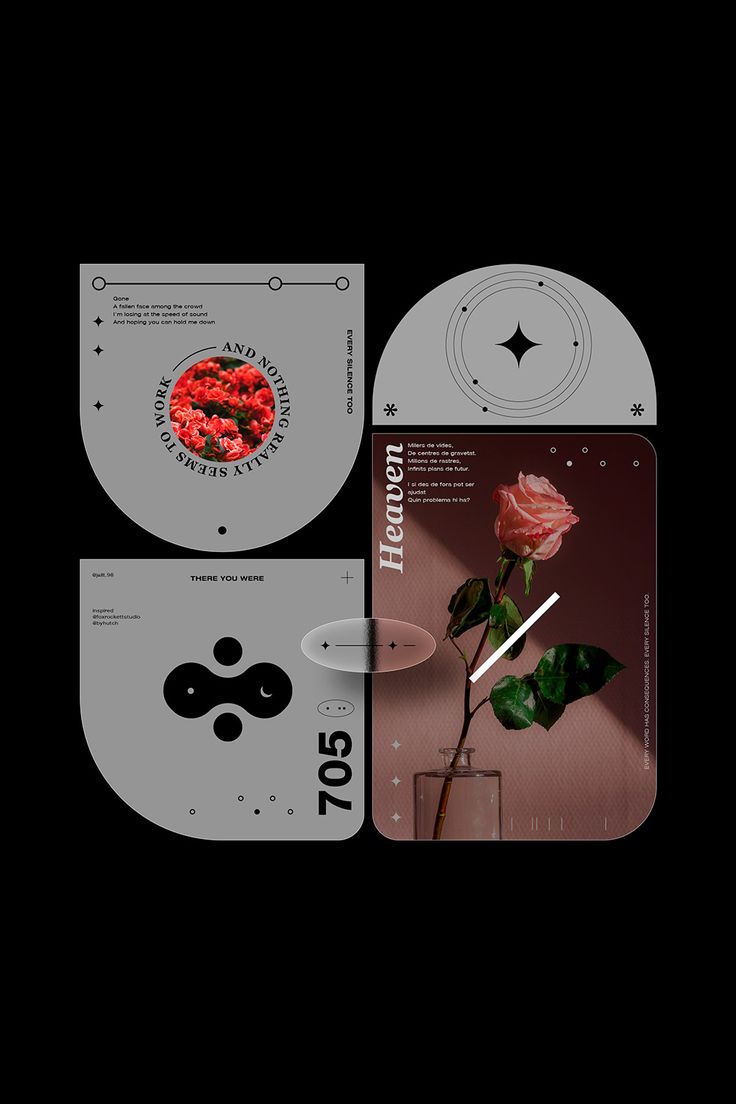 Gone
A fallen face among the crowd
I'm losing at the speed of sound
And hoping you can hold me down
EVERY SILENCE TOO
AND NOTHING REALLY SEEMS TO WORK
Heaven
Milers de vides,
De centres de gravetat.
Milions de rastres,
Infinits plans de futur.
I si des de fora pot ser
ajudat
Quin problema hi ha?
EVERY WORD HAS CONSEQUENCES. EVERY SILENCE TOO.
@jullt.98
THERE YOU WERE
inspired
@foxrockettstudio
@byhutch
705